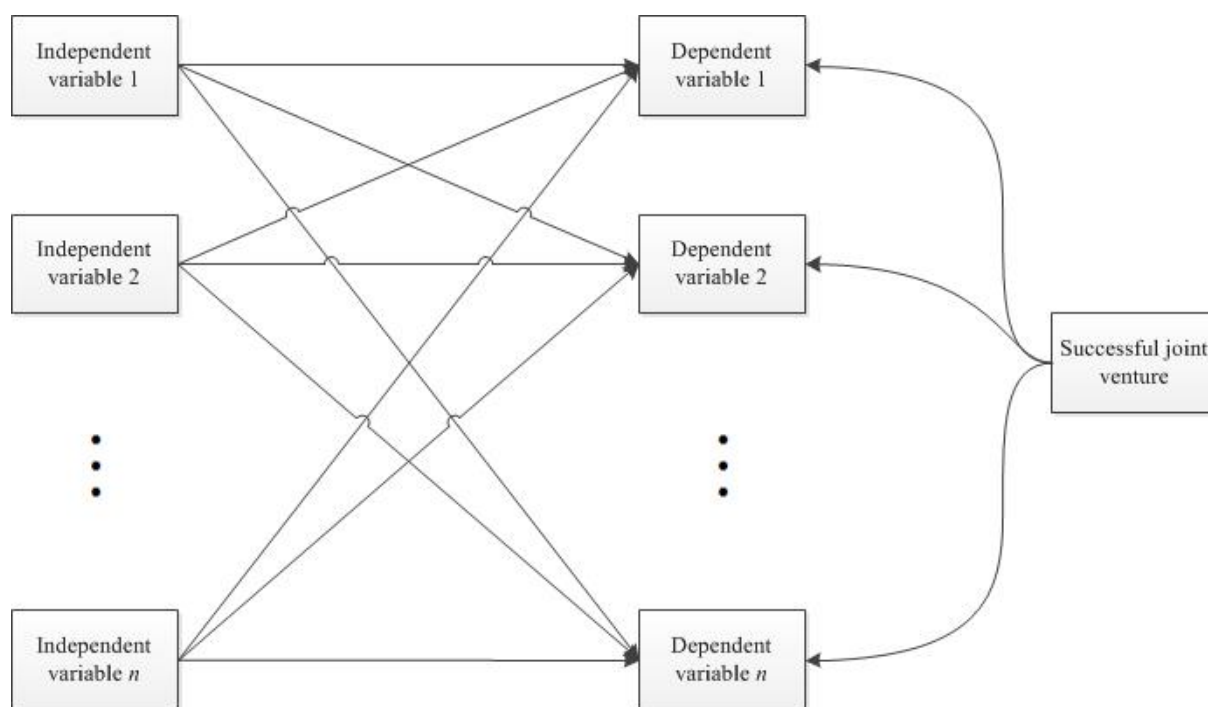 Independent
variable 1
Dependent
variable 1
Independent
variable 2
Dependent
variable 2
Successful joint
venture
Independent
variable n
Dependent
variable n